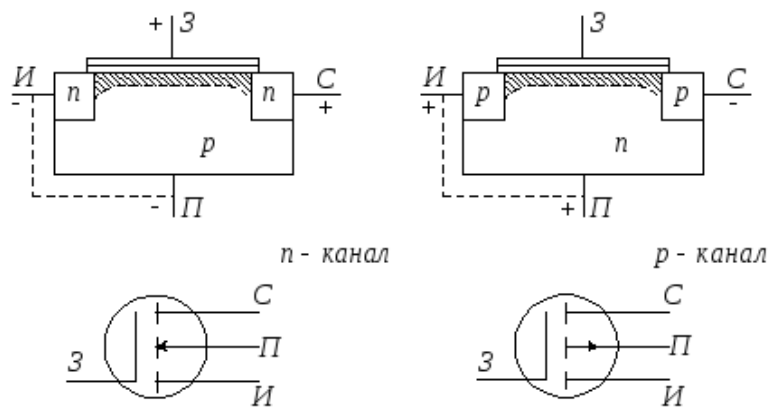 + З
З
И n n С
- +
И p p С
+ -
p
n
- П
+ П
n - канал
p - канал
С
П
З
И
С
П
З
И